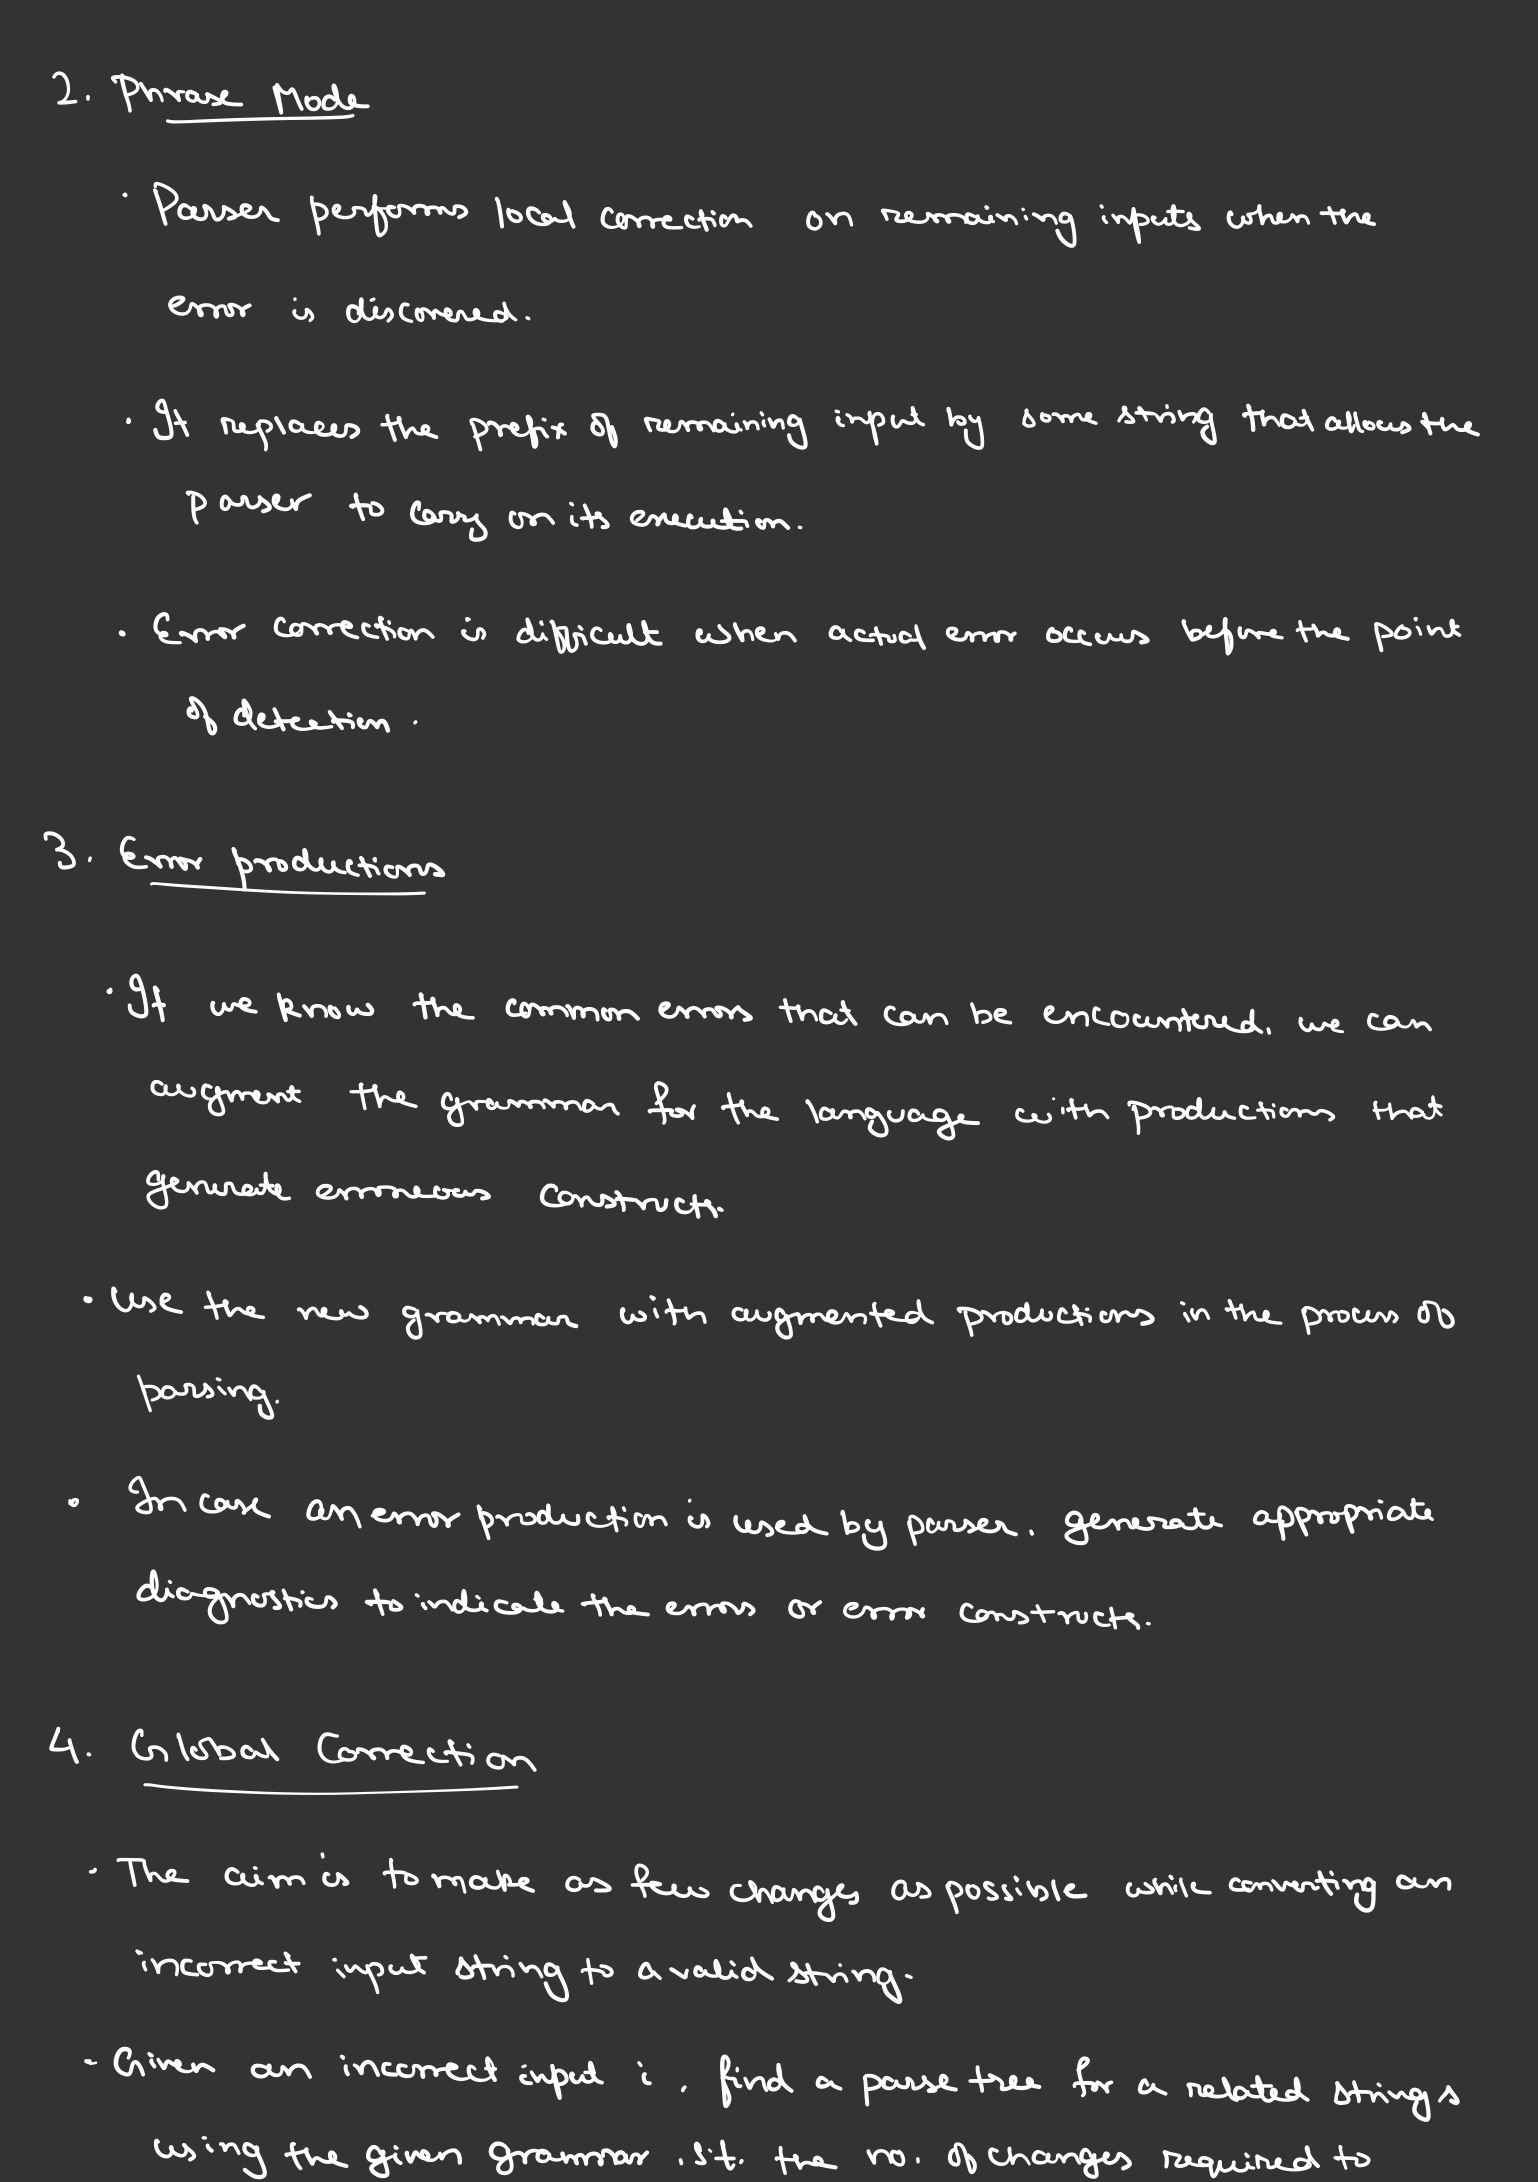 2. Phrase Mode
· Parser performs local correction on remaining inputs when the
error is discovered.
· It replaces the prefix of remaining input by some string that allows the
parser to carry on its execution.
· Error correction is difficult when actual error occurs before the point
of detection.
3. Error productions
· If we know the common errors that can be encountered, we can
augment the grammar for the language with productions that
generate erroneous constructs.
· Use the new grammar with augmented productions in the process of
parsing.
· In case an error production is used by parser, generate appropriate
diagnostics to indicate the errors or error constructs.
4. Global Correction
- The aim is to make as few changes as possible while converting an
incorrect input string to a valid string.
- Given an incorrect input i, find a parse tree for a related string s
using the given grammar, s.t. the no. of changes required to